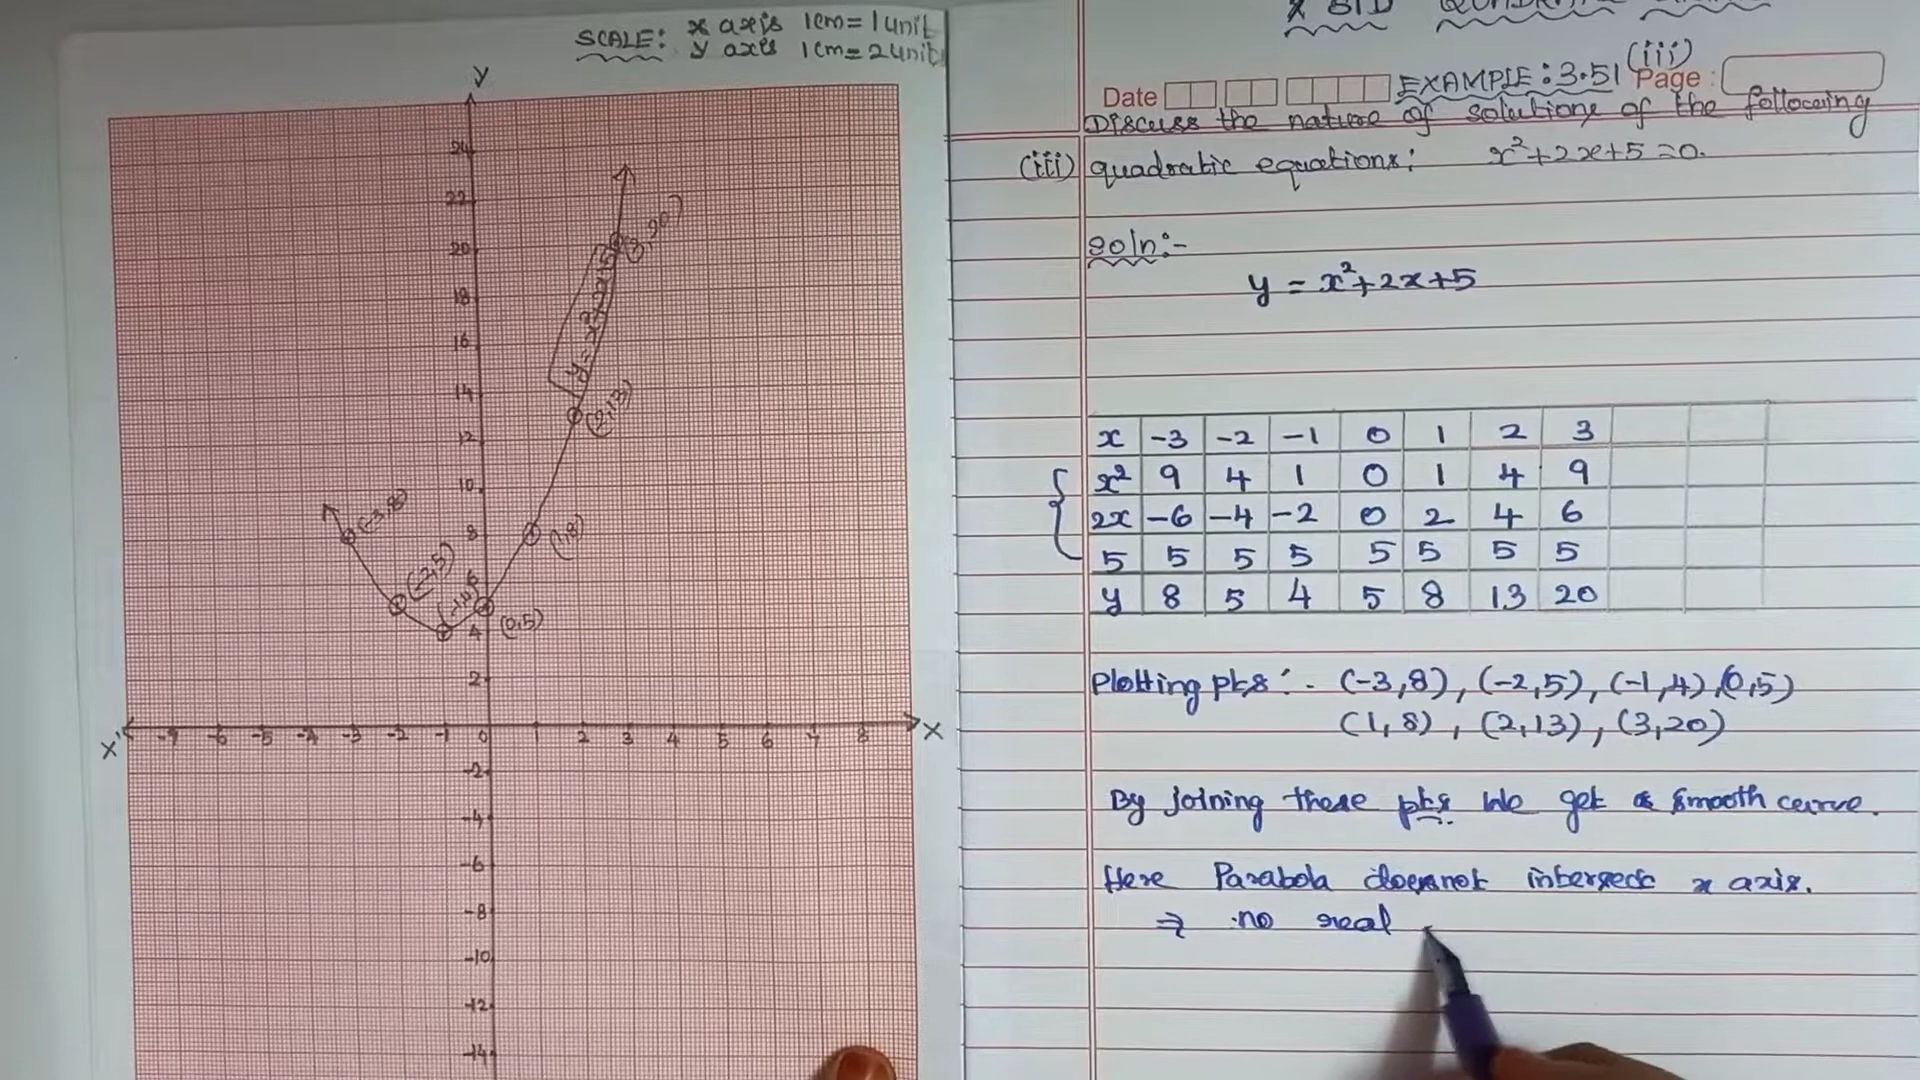 SCALE: x axis 1cm = 1 unit
y axis 1cm = 2 unit
Y
24
22
20
18
16
14
12
10
8
6
4
2
(3,20)
y = x²+2x+5
(2,13)
(-3,8)
(1,8)
(-2,5)
(0,5)
X' -7 -6 -5 -4 -3 -2 -1 0 1 2 3 4 5 6 7 8 X
-2
-4
-6
-8
-10
-12
-14
X STD
(iii)
Date EXAMPLE: 3.51 Page :
Discuss the nature of solutions of the following
(iii) quadratic equations: x²+2x+5=0.
soln:-
y = x²+2x+5
x -3 -2 -1 0 1 2 3
x² 9 4 1 0 1 4 9
2x -6 -4 -2 0 2 4 6
5 5 5 5 5 5 5 5
y 8 5 4 5 8 13 20
Plotting pts:- (-3,8), (-2,5), (-1,4), (0,5)
(1,8), (2,13), (3,20)
By joining these pts we get a smooth curve.
Here Parabola doesnot intersect x axis.
⇒ no real